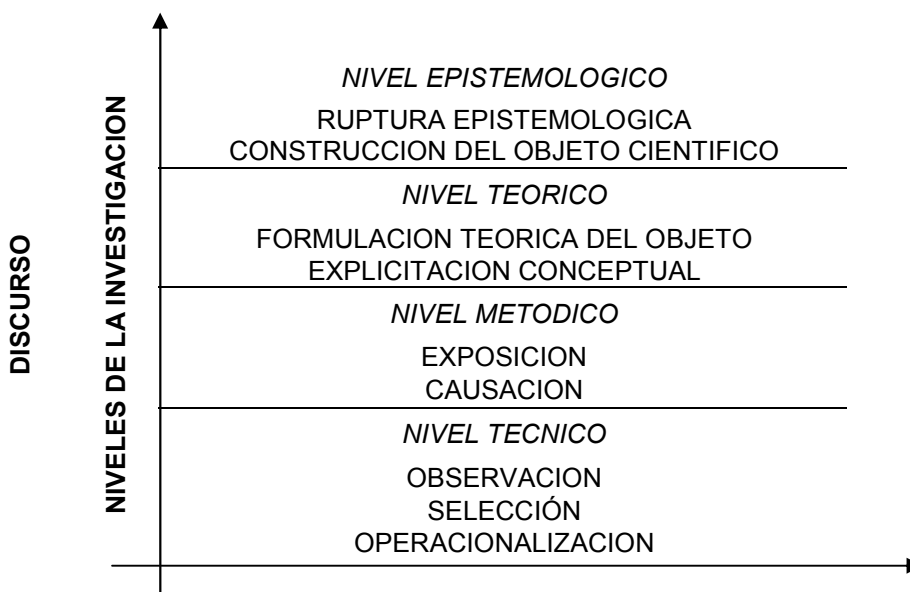 DISCURSO
NIVELES DE LA INVESTIGACION
NIVEL EPISTEMOLOGICO
RUPTURA EPISTEMOLOGICA
CONSTRUCCION DEL OBJETO CIENTIFICO
NIVEL TEORICO
FORMULACION TEORICA DEL OBJETO
EXPLICITACION CONCEPTUAL
NIVEL METODICO
EXPOSICION
CAUSACION
NIVEL TECNICO
OBSERVACION
SELECCIÓN
OPERACIONALIZACION